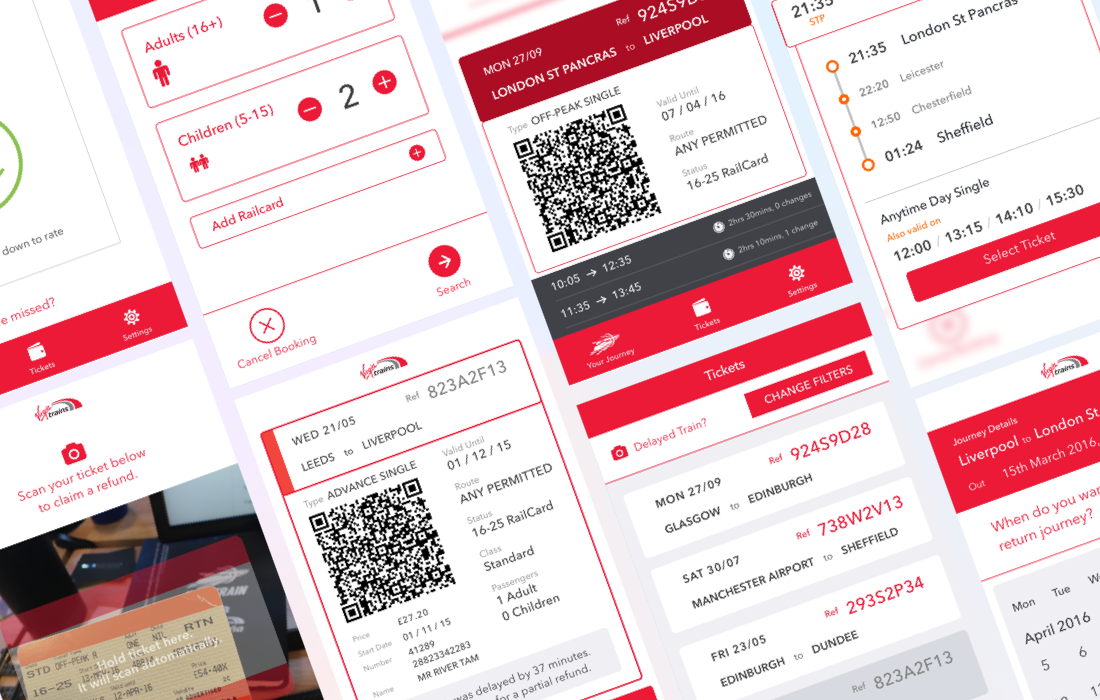 down to rate
e missed?
Tickets
Settings
Virgin trains
Scan your ticket below
to claim a refund.
STD OFF-PEAK R
ONE NIL RTN
16-25
12-APR-16
£54-40X
Hold ticket here.
It will scan automatically.
Adults (16+)
Children (5-15)
2
Add Railcard
Search
Cancel Booking
Virgin trains
Ref 823A2F13
WED 21/05
LEEDS to LIVERPOOL
Type ADVANCE SINGLE
Valid Until
01 / 12 / 15
Route
ANY PERMITTED
Status
16-25 RailCard
Class
Standard
Passengers
1 Adult
0 Children
Price £27.20
Start Date 01 / 11 / 15
Number 41289
28823342283
Name MR RIVER TAM
was delayed by 37 minutes.
for a partial refund.
Ref 924S9D
MON 27/09
LONDON ST PANCRAS to LIVERPOOL
Type OFF-PEAK SINGLE
Valid Until
07 / 04 / 16
Route
ANY PERMITTED
Status
16-25 RailCard
10:05 → 12:35 2hrs 30mins, 0 changes
11:35 → 13:45 2hrs 10mins, 1 change
Your Journey
Tickets
Settings
Tickets
Delayed Train?
CHANGE FILTERS
Ref 924S9D28
MON 27/09
GLASGOW to EDINBURGH
Ref 738W2V13
SAT 30/07
MANCHESTER AIRPORT to SHEFFIELD
Ref 293S2P34
FRI 23/05
EDINBURGH to DUNDEE
Ref 823A2F13
21:35
STP
21:35 London St Pancras
22:20 Leicester
12:50 Chesterfield
01:24 Sheffield
Anytime Day Single
Also valid on
12:00 / 13:15 / 14:10 / 15:30
Select Ticket
Virgin trains
Journey Details
Liverpool to London St
Out 15th March 2016,
When do you wa
return journey?
Mon Tue We
April 2016
5 6